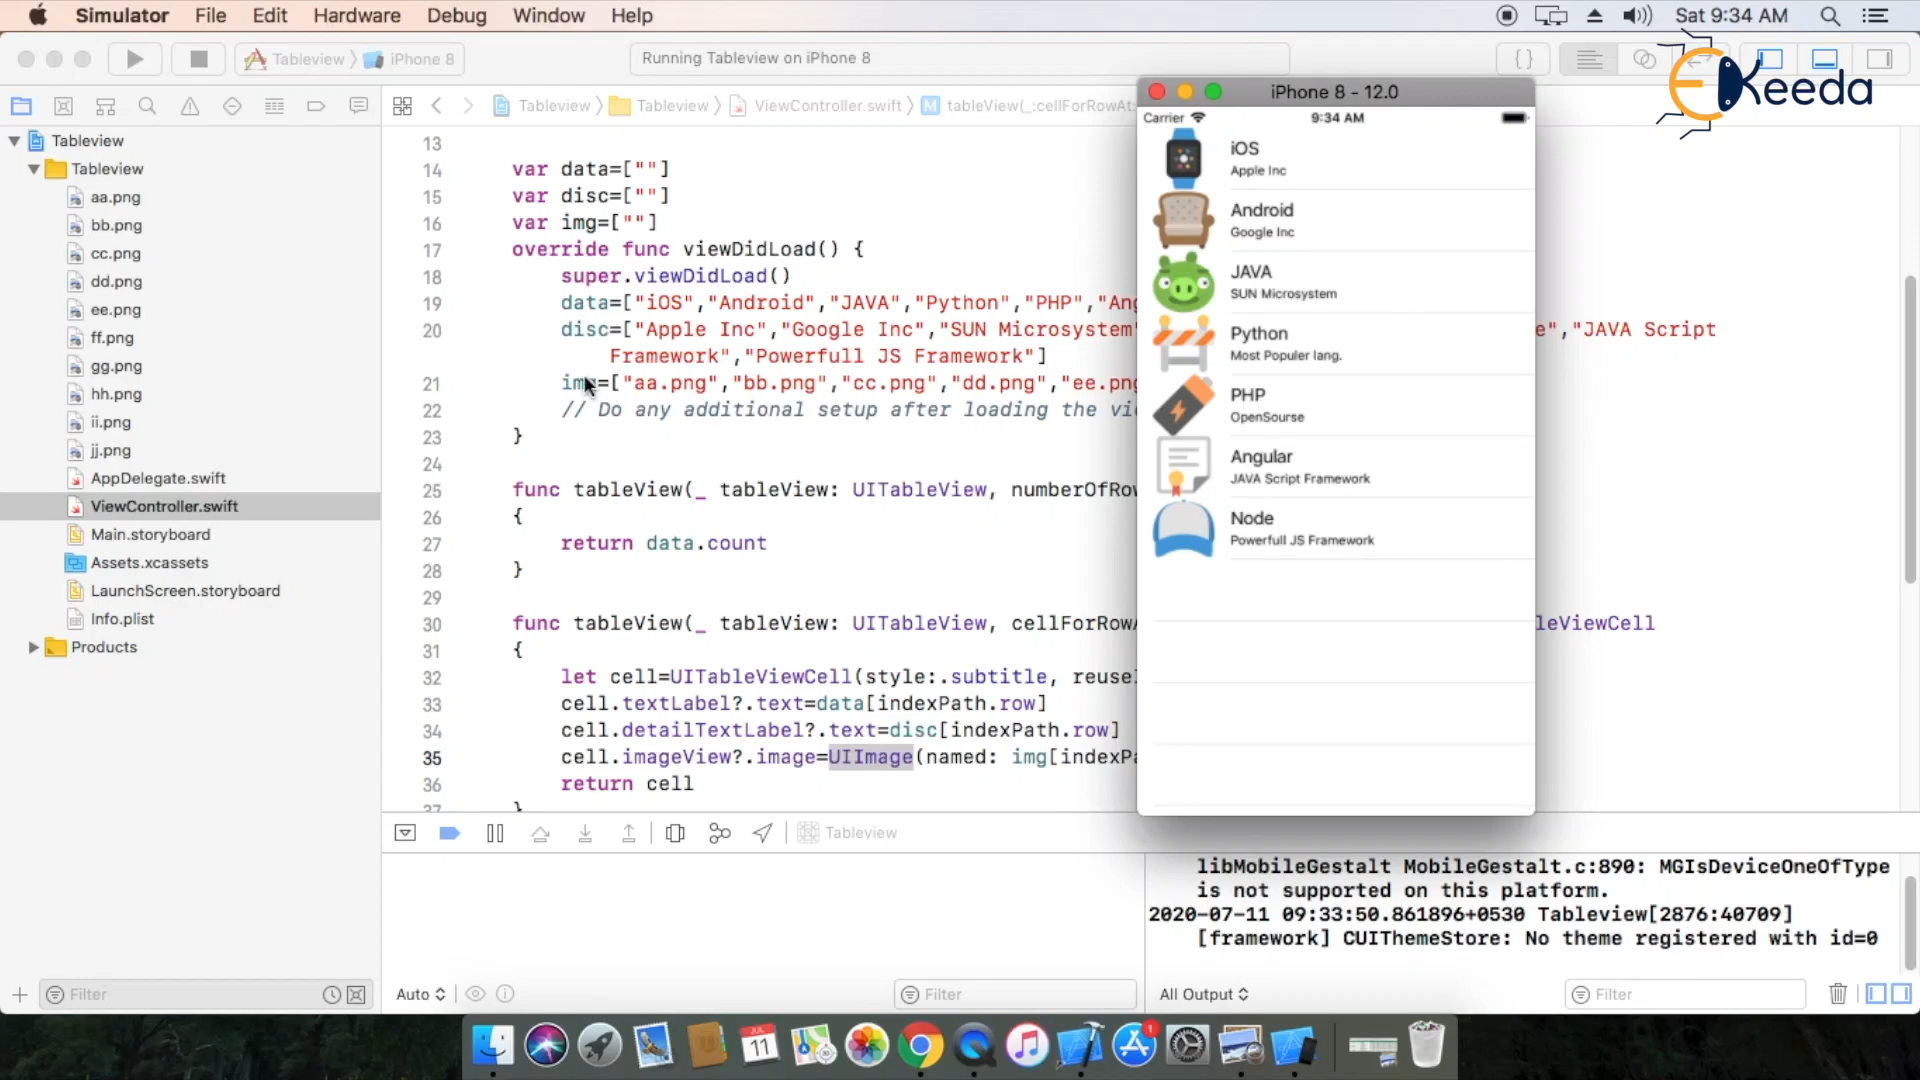 Simulator File Edit Hardware Debug Window Help Sat 9:34 AM
Tableview iPhone 8
Running Tableview on iPhone 8
{ }
EKeeda
Tableview Tableview ViewController.swift M tableView(_:cellForRowAt:
iPhone 8 - 12.0
Carrier 9:34 AM
iOS
Apple Inc
Android
Google Inc
JAVA
SUN Microsystem
Python
Most Populer lang.
PHP
OpenSourse
Angular
JAVA Script Framework
Node
Powerfull JS Framework
Tableview
Tableview
aa.png
bb.png
cc.png
dd.png
ee.png
ff.png
gg.png
hh.png
ii.png
jj.png
AppDelegate.swift
ViewController.swift
Main.storyboard
Assets.xcassets
LaunchScreen.storyboard
Info.plist
Products
13
14 var data=[""]
15 var disc=[""]
16 var img=[""]
17 override func viewDidLoad() {
18 super.viewDidLoad()
19 data=["iOS","Android","JAVA","Python","PHP","Ang
20 disc=["Apple Inc","Google Inc","SUN Microsystem" e","JAVA Script
Framework","Powerfull JS Framework"]
21 img=["aa.png","bb.png","cc.png","dd.png","ee.png
22 // Do any additional setup after loading the vi
23 }
24
25 func tableView(_ tableView: UITableView, numberOfRow
26 {
27 return data.count
28 }
29
30 func tableView(_ tableView: UITableView, cellForRowA leViewCell
31 {
32 let cell=UITableViewCell(style:.subtitle, reuseI
33 cell.textLabel?.text=data[indexPath.row]
34 cell.detailTextLabel?.text=disc[indexPath.row]
35 cell.imageView?.image=UIImage(named: img[indexPa
36 return cell
37 }
Tableview
libMobileGestalt MobileGestalt.c:890: MGIsDeviceOneOfType
is not supported on this platform.
2020-07-11 09:33:50.861896+0530 Tableview[2876:40709]
[framework] CUIThemeStore: No theme registered with id=0
Filter
Auto
Filter
All Output
Filter
JUL
11
1